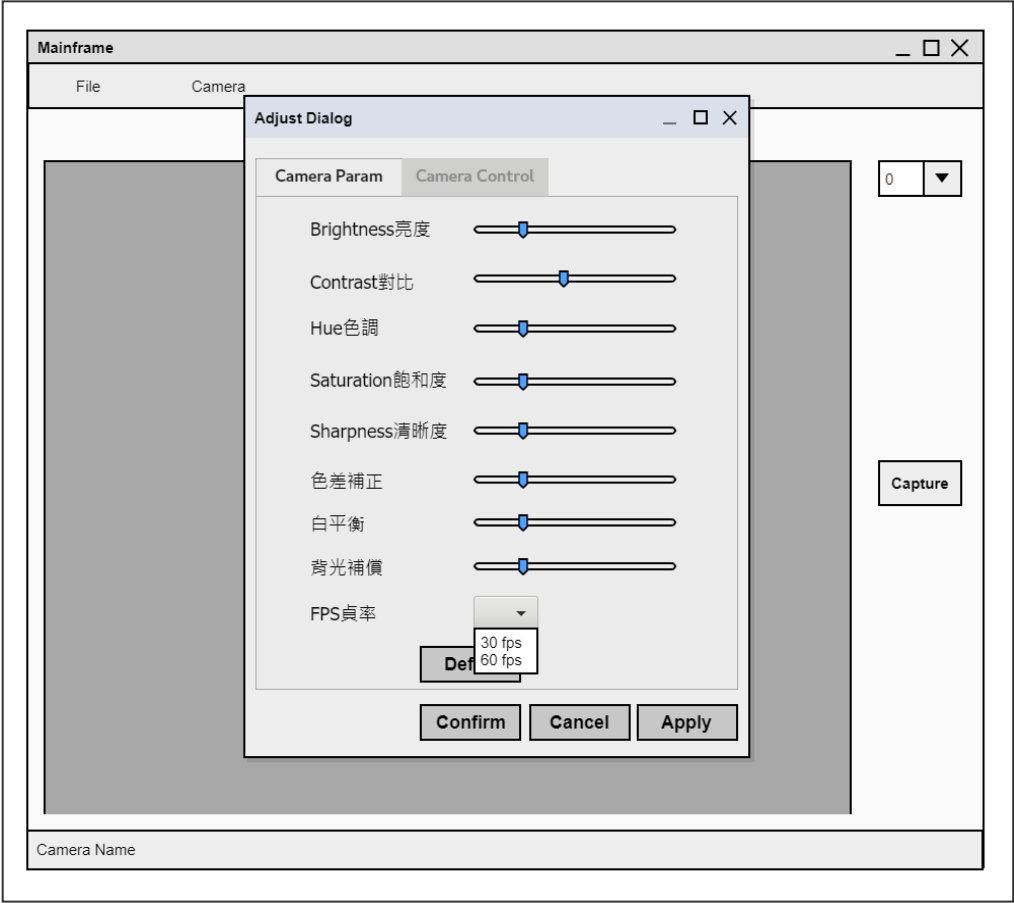 Mainframe
File Camera
Adjust Dialog
Camera Param Camera Control
0
Brightness亮度
Contrast對比
Hue色調
Saturation飽和度
Sharpness清晰度
色差補正
白平衡
背光補償
FPS貞率
30 fps
60 fps
Def
Capture
Confirm Cancel Apply
Camera Name